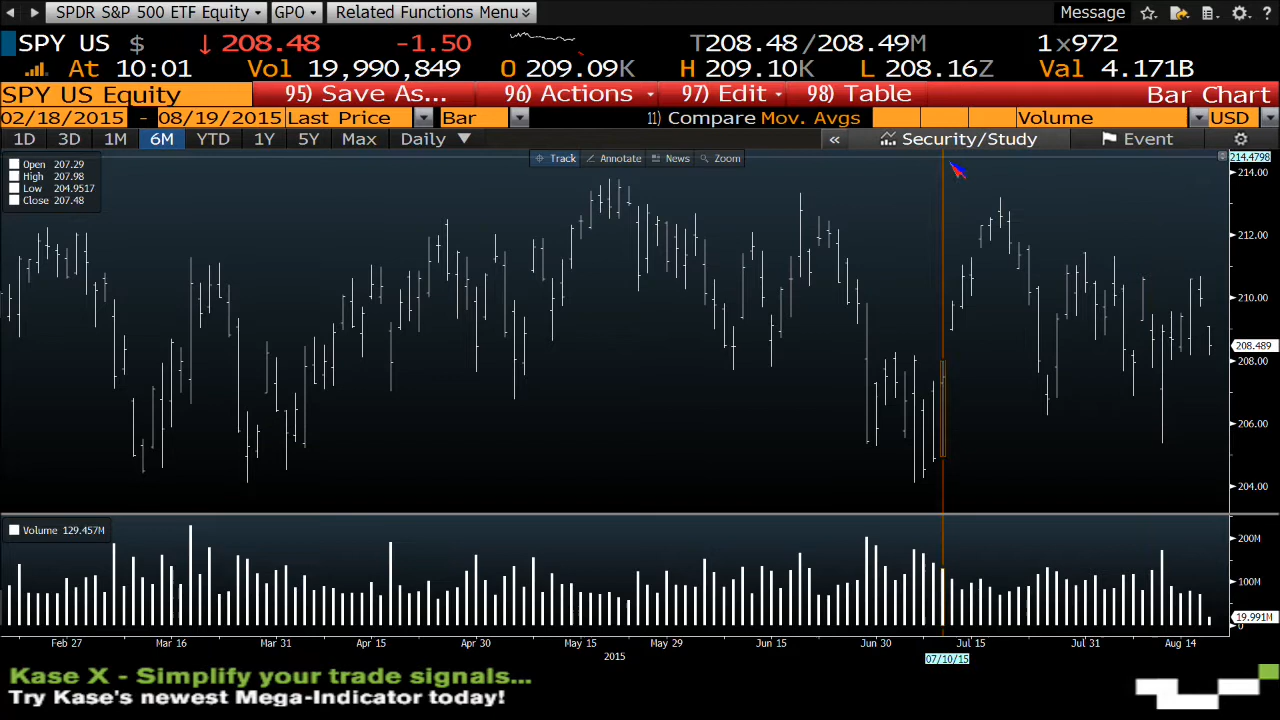 SPDR S&P 500 ETF Equity GPO Related Functions Menu Message ?
SPY US $ ↓ 208.48 -1.50 T208.48/208.49M 1x972
At 10:01 Vol 19,990,849 O 209.09K H 209.10K L 208.16Z Val 4.171B
SPY US Equity 95) Save As... 96) Actions 97) Edit 98) Table Bar Chart
02/18/2015 - 08/19/2015 Last Price Bar 11) Compare Mov. Avgs Volume USD
1D 3D 1M 6M YTD 1Y 5Y Max Daily ▼ « Security/Study Event
Track Annotate News Zoom
Open 207.29
High 207.98
Low 204.9517
Close 207.48
214.4798
214.00
212.00
210.00
208.489
208.00
206.00
204.00
Volume 129.457M
200M
100M
19.991M
0
Feb 27 Mar 16 Mar 31 Apr 15 Apr 30 May 15 May 29 Jun 15 Jun 30 Jul 15 Jul 31 Aug 14
2015 07/10/15
Kase X - Simplify your trade signals...
Try Kase's newest Mega-Indicator today!